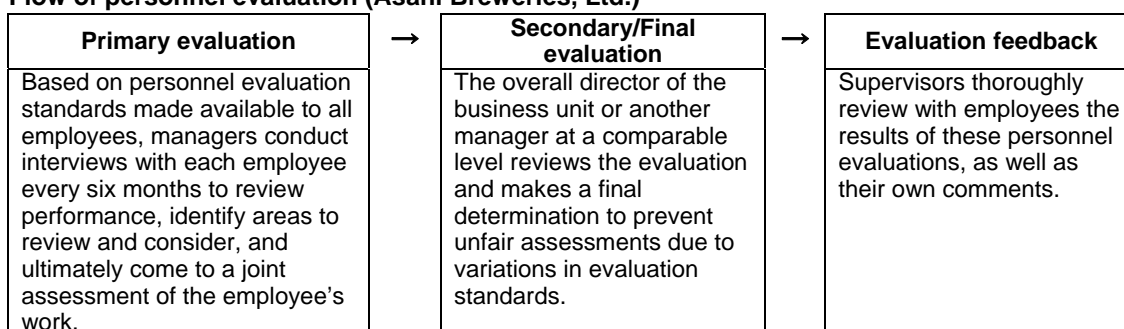 Flow of personnel evaluation (Asahi Breweries, Ltd.)
Primary evaluation
→
Secondary/Final
evaluation
→
Evaluation feedback
Based on personnel evaluation
standards made available to all
employees, managers conduct
interviews with each employee
every six months to review
performance, identify areas to
review and consider, and
ultimately come to a joint
assessment of the employee's
work.
The overall director of the
business unit or another
manager at a comparable
level reviews the evaluation
and makes a final
determination to prevent
unfair assessments due to
variations in evaluation
standards.
Supervisors thoroughly
review with employees the
results of these personnel
evaluations, as well as
their own comments.